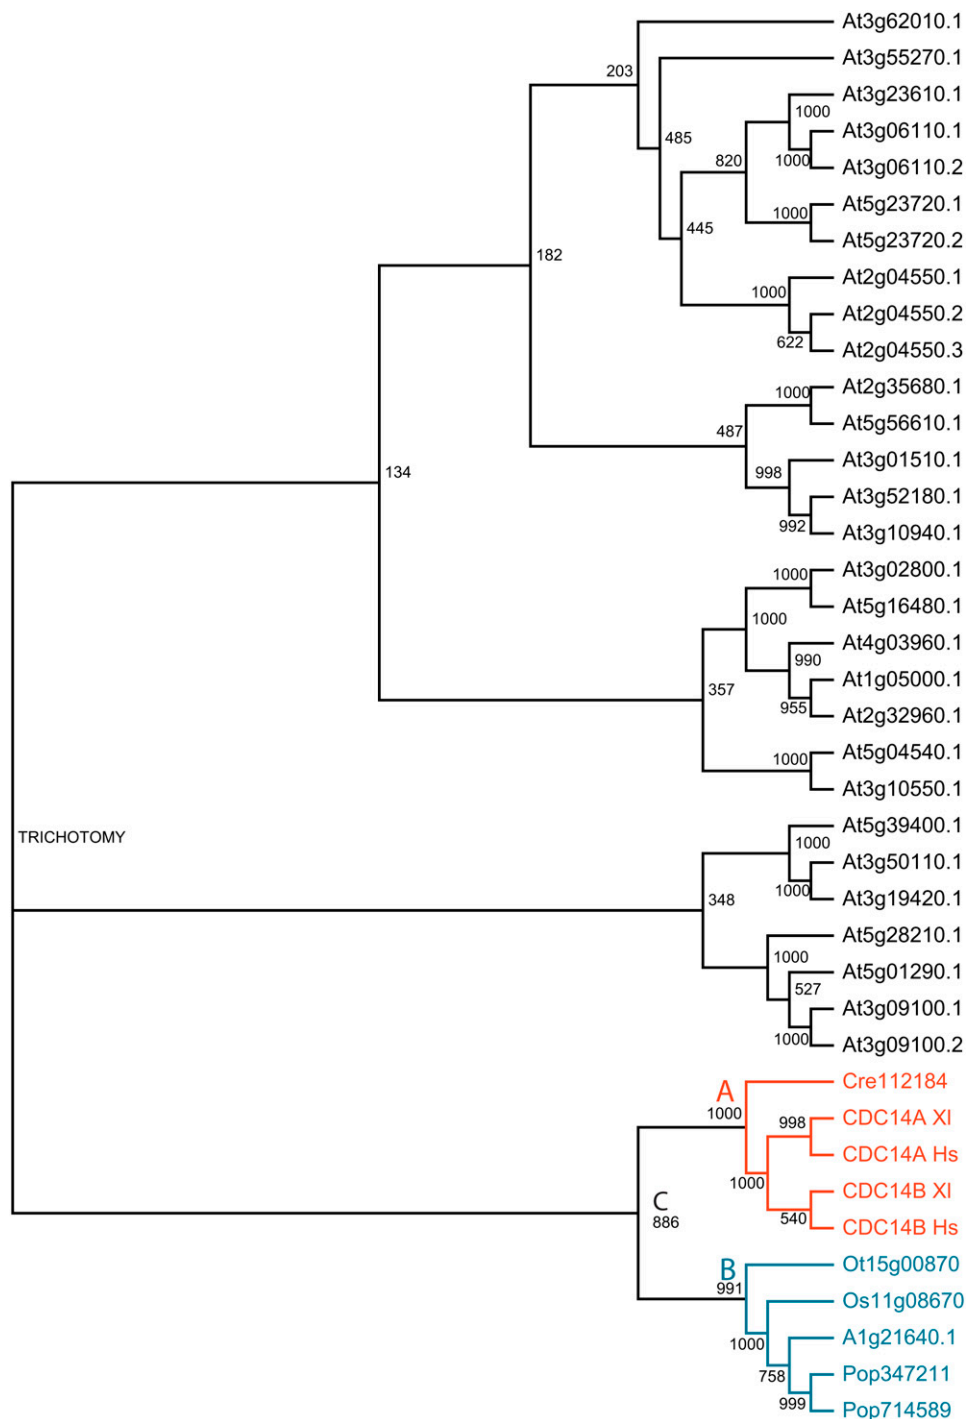 At3g62010.1
At3g55270.1
203
At3g23610.1
1000
At3g06110.1
485
820
1000
At3g06110.2
At5g23720.1
1000
445
At5g23720.2
182
At2g04550.1
1000
At2g04550.2
622
At2g04550.3
At2g35680.1
1000
At5g56610.1
487
At3g01510.1
134
998
At3g52180.1
992
At3g10940.1
At3g02800.1
1000
At5g16480.1
1000
At4g03960.1
990
At1g05000.1
357
955
At2g32960.1
At5g04540.1
1000
At3g10550.1
At5g39400.1
TRICHOTOMY
1000
At3g50110.1
1000
At3g19420.1
348
At5g28210.1
1000
At5g01290.1
527
At3g09100.1
1000
At3g09100.2
Cre112184
A
1000
CDC14A Xl
998
CDC14A Hs
1000
CDC14B Xl
C
886
540
CDC14B Hs
Ot15g00870
B
991
Os11g08670
A1g21640.1
1000
Pop347211
758
999
Pop714589